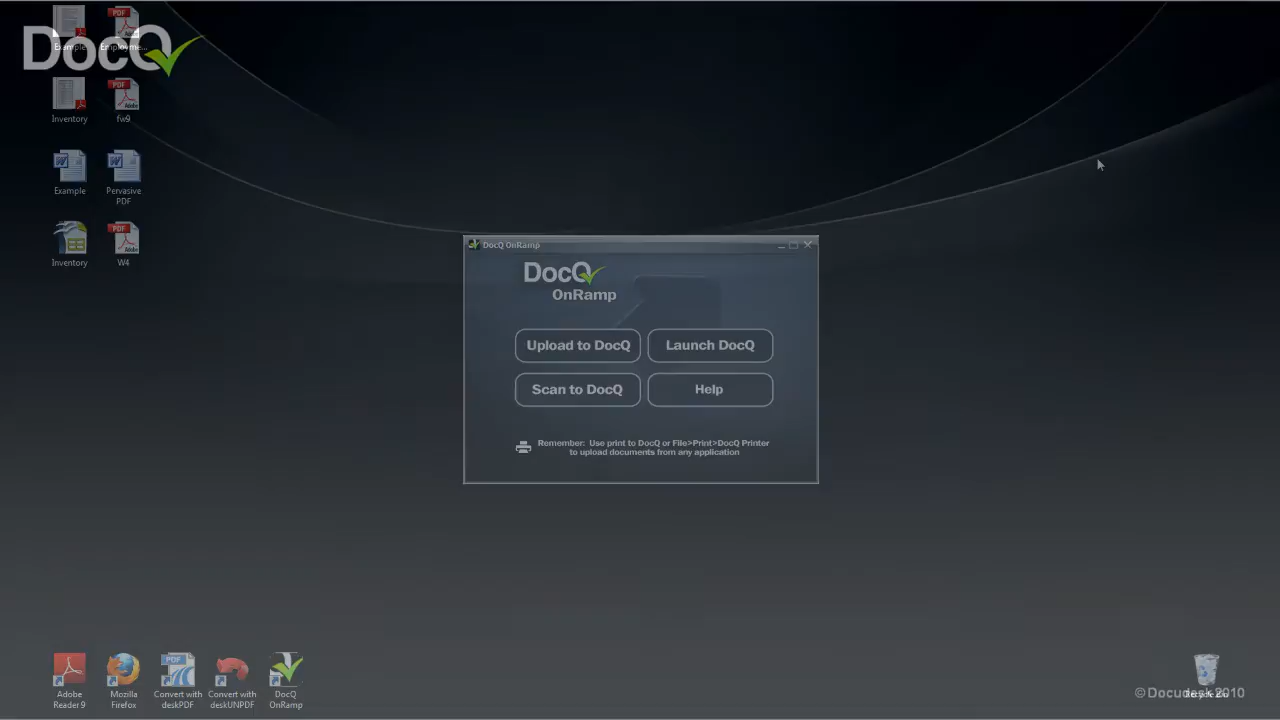 DocQ
Example
Employme...
Inventory
fw9
Example
Pervasive
PDF
Inventory
W4
DocQ OnRamp
DocQ
OnRamp
Upload to DocQ
Launch DocQ
Scan to DocQ
Help
Remember: Use print to DocQ or File>Print>DocQ Printer
to upload documents from any application
Adobe
Reader 9
Mozilla
Firefox
Convert with
deskPDF
Convert with
deskUNPDF
DocQ
OnRamp
©Docudesk2010